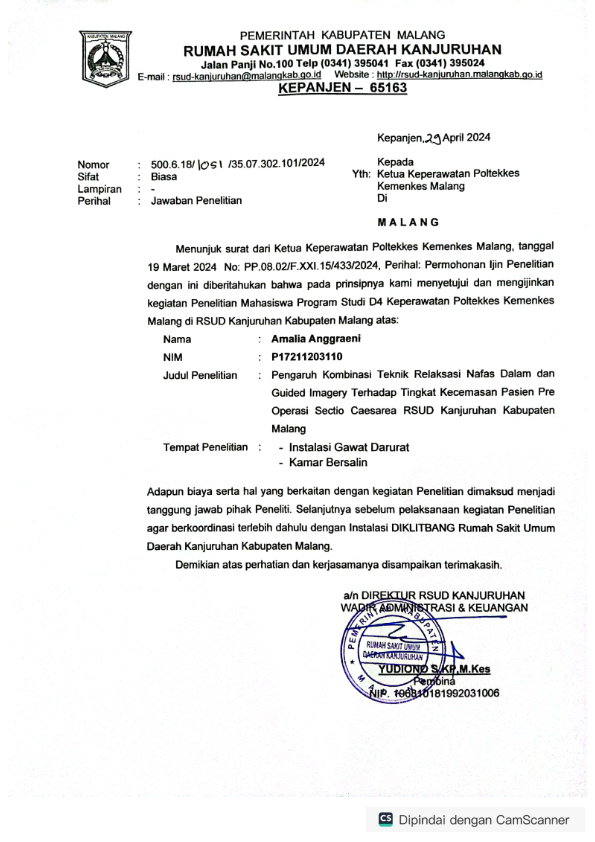 KABUPATEN MALANG
PEMERINTAH KABUPATEN MALANG
RUMAH SAKIT UMUM DAERAH KANJURUHAN
Jalan Panji No.100 Telp (0341) 395041 Fax (0341) 395024
E-mail : rsud-kanjuruhan@malangkab.go.id Website : http://rsud-kanjuruhan.malangkab.go.id
KEPANJEN – 65163
Kepanjen, 29 April 2024
Nomor : 500.6.18/1051/35.07.302.101/2024
Sifat : Biasa
Lampiran : -
Perihal : Jawaban Penelitian
Kepada
Yth: Ketua Keperawatan Poltekkes
Kemenkes Malang
Di
M A L A N G
Menunjuk surat dari Ketua Keperawatan Poltekkes Kemenkes Malang, tanggal
19 Maret 2024 No: PP.08.02/F.XXI.15/433/2024, Perihal: Permohonan Ijin Penelitian
dengan ini diberitahukan bahwa pada prinsipnya kami menyetujui dan mengijinkan
kegiatan Penelitian Mahasiswa Program Studi D4 Keperawatan Poltekkes Kemenkes
Malang di RSUD Kanjuruhan Kabupaten Malang atas:
Nama : Amalia Anggraeni
NIM : P17211203110
Judul Penelitian : Pengaruh Kombinasi Teknik Relaksasi Nafas Dalam dan
Guided Imagery Terhadap Tingkat Kecemasan Pasien Pre
Operasi Sectio Caesarea RSUD Kanjuruhan Kabupaten
Malang
Tempat Penelitian : - Instalasi Gawat Darurat
- Kamar Bersalin
Adapun biaya serta hal yang berkaitan dengan kegiatan Penelitian dimaksud menjadi
tanggung jawab pihak Peneliti. Selanjutnya sebelum pelaksanaan kegiatan Penelitian
agar berkoordinasi terlebih dahulu dengan Instalasi DIKLITBANG Rumah Sakit Umum
Daerah Kanjuruhan Kabupaten Malang.
Demikian atas perhatian dan kerjasamanya disampaikan terimakasih.
a/n DIREKTUR RSUD KANJURUHAN
WADIR ADMINISTRASI & KEUANGAN
PEMERINTAH KABUPATEN
RUMAH SAKIT UMUM
DAERAH KANJURUHAN
MALANG
YUDIONO S.KP,M.Kes
Pembina
NIP. 196810181992031006
CS Dipindai dengan CamScanner